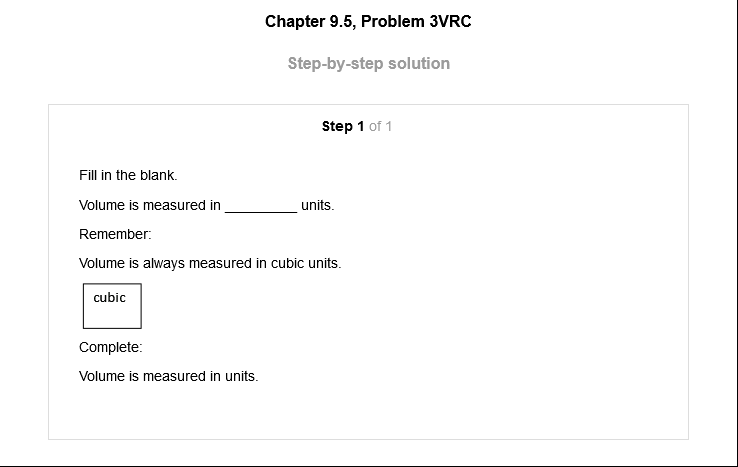 Chapter 9.5, Problem 3VRC
Step-by-step solution
Step 1 of 1
Fill in the blank.
Volume is measured in _________ units.
Remember:
Volume is always measured in cubic units.
cubic
Complete:
Volume is measured in units.